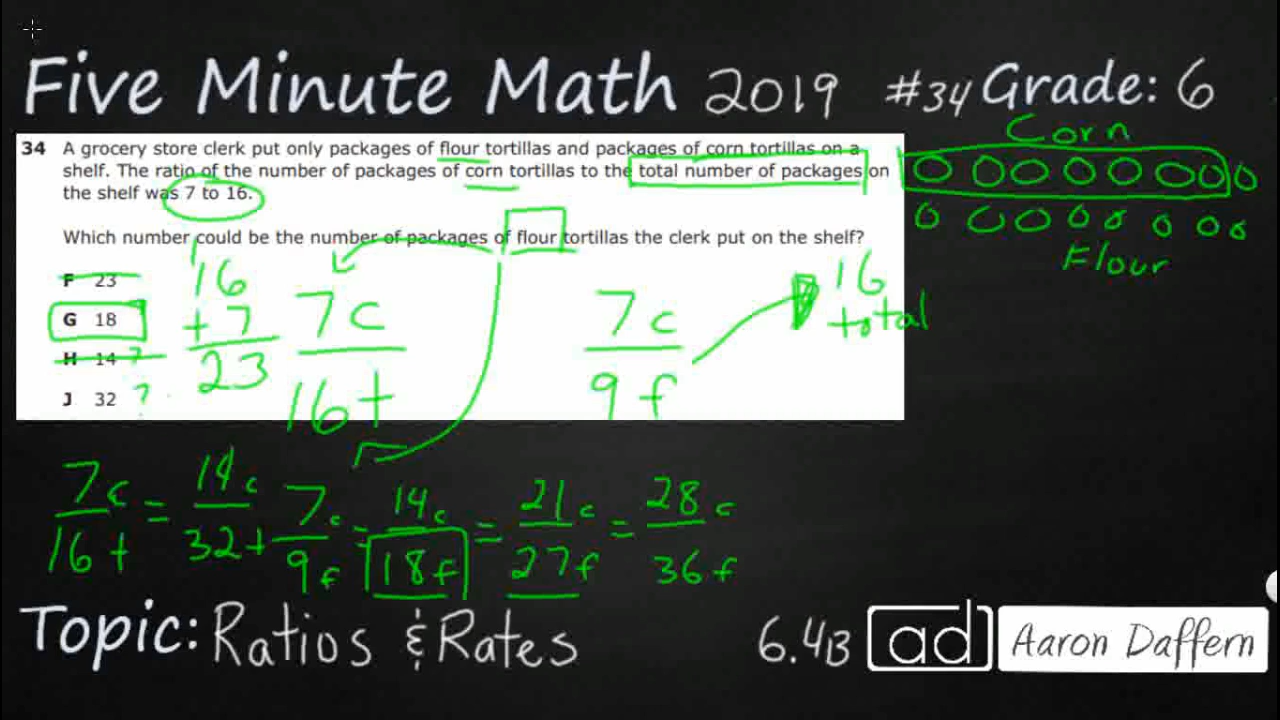 Five Minute Math 2019 #34 Grade: 6
34 A grocery store clerk put only packages of flour tortillas and packages of corn tortillas on a
shelf. The ratio of the number of packages of corn tortillas to the total number of packages on
the shelf was 7 to 16.
Which number could be the number of packages of flour tortillas the clerk put on the shelf?
F 23
G 18
H 14 ?
J 32 ?
16
+ 7
23
7c
16t
7c
9f
16
total
Corn
Flour
7c = 14c
16t 32t
7c = 14c = 21c = 28c
9f 18f 27f 36f
Topic: Ratios & Rates 6.4B ad Aaron Daffern